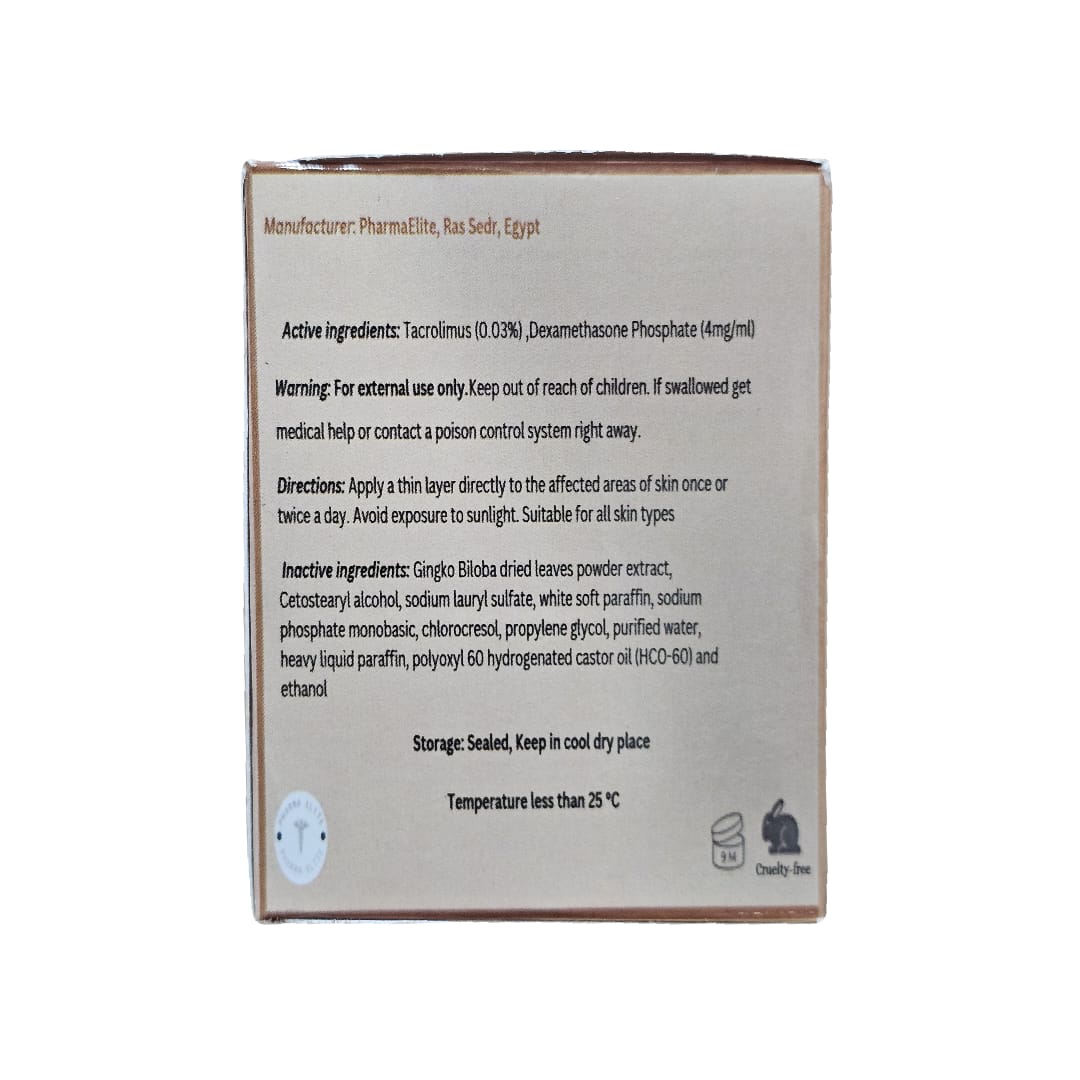 Manufacturer: PharmaElite, Ras Sedr, Egypt
Active ingredients: Tacrolimus (0.03%) ,Dexamethasone Phosphate (4mg/ml)
Warning: For external use only.Keep out of reach of children. If swallowed get
medical help or contact a poison control system right away.
Directions: Apply a thin layer directly to the affected areas of skin once or
twice a day. Avoid exposure to sunlight. Suitable for all skin types
Inactive ingredients: Gingko Biloba dried leaves powder extract,
Cetostearyl alcohol, sodium lauryl sulfate, white soft paraffin, sodium
phosphate monobasic, chlorocresol, propylene glycol, purified water,
heavy liquid paraffin, polyoxyl 60 hydrogenated castor oil (HCO-60) and
ethanol
Storage: Sealed, Keep in cool dry place
Temperature less than 25 °C
PHARMA ELITE
PHARMA ELITE
9 M
Cruelty-free